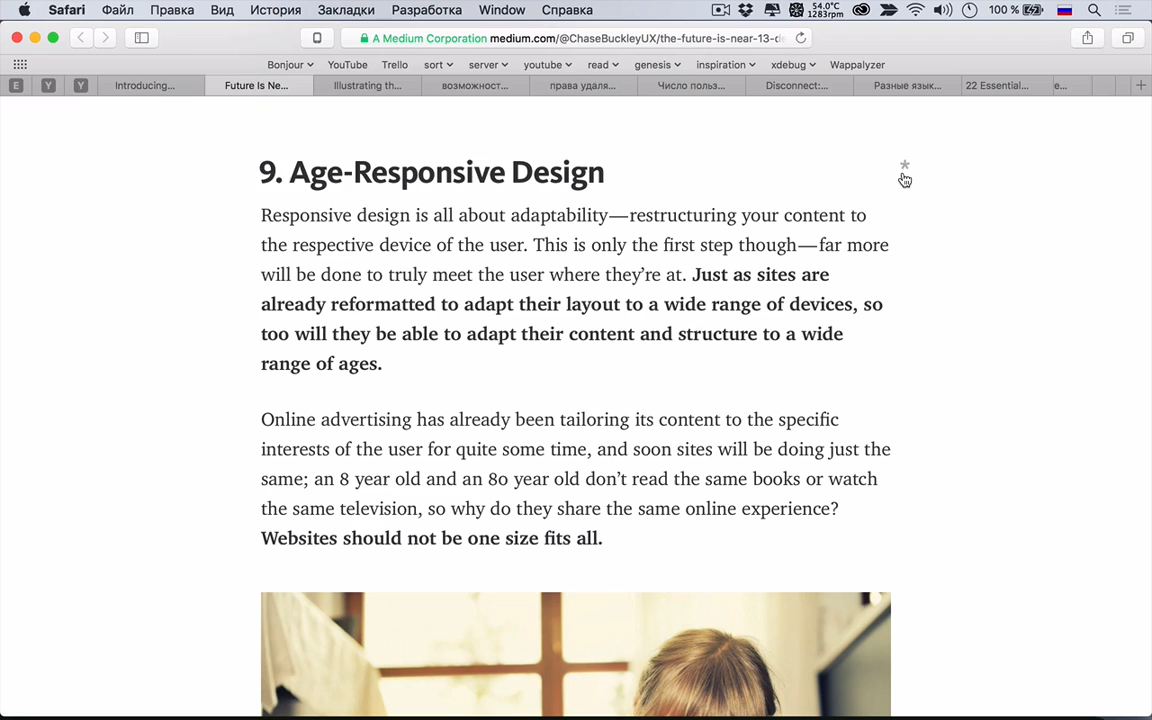 Safari Файл Правка Вид История Закладки Разработка Window Справка 54.0°C 1283rpm 100 %
A Medium Corporation medium.com/@ChaseBuckleyUX/the-future-is-near-13-d
Bonjour YouTube Trello sort server youtube read genesis inspiration xdebug Wappalyzer
E Y Y Introducing... Future Is Ne... Illustrating th... возможност... права удаля... Число польз... Disconnect:... Разные язык... 22 Essential... e...
9. Age-Responsive Design *
Responsive design is all about adaptability—restructuring your content to
the respective device of the user. This is only the first step though—far more
will be done to truly meet the user where they’re at. Just as sites are
already reformatted to adapt their layout to a wide range of devices, so
too will they be able to adapt their content and structure to a wide
range of ages.
Online advertising has already been tailoring its content to the specific
interests of the user for quite some time, and soon sites will be doing just the
same; an 8 year old and an 80 year old don’t read the same books or watch
the same television, so why do they share the same online experience?
Websites should not be one size fits all.